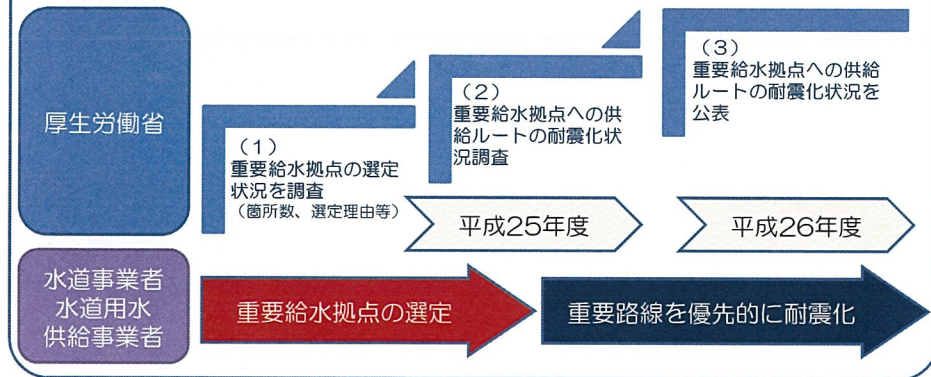 厚生労働省
（1）
重要給水拠点の選定
状況を調査
（箇所数、選定理由等）
（2）
重要給水拠点への供
給ルートの耐震化状
況調査
（3）
重要給水拠点への供給
ルートの耐震化状況を
公表
平成25年度
平成26年度
水道事業者
水道用水
供給事業者
重要給水拠点の選定
重要路線を優先的に耐震化